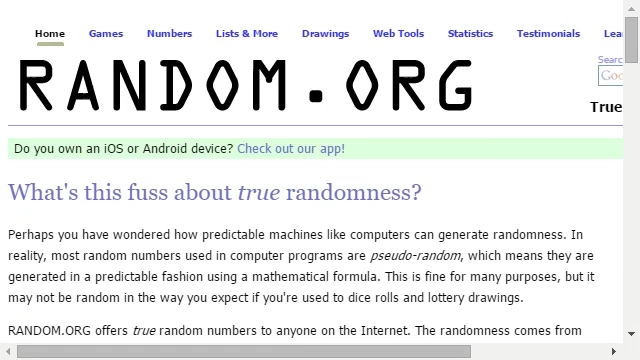 Home Games Numbers Lists & More Drawings Web Tools Statistics Testimonials Lea
RANDOM.ORG
Searc
Goo
True
Do you own an iOS or Android device? Check out our app!
What's this fuss about true randomness?
Perhaps you have wondered how predictable machines like computers can generate randomness. In
reality, most random numbers used in computer programs are pseudo-random, which means they are
generated in a predictable fashion using a mathematical formula. This is fine for many purposes, but it
may not be random in the way you expect if you're used to dice rolls and lottery drawings.
RANDOM.ORG offers true random numbers to anyone on the Internet. The randomness comes from